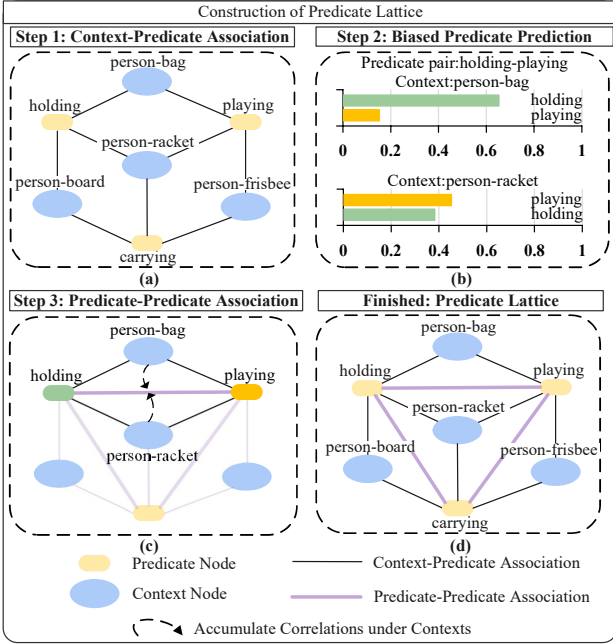 Construction of Predicate Lattice
Step 1: Context-Predicate Association
person-bag
holding
playing
person-racket
person-board
person-frisbee
carrying
(a)
Step 2: Biased Predicate Prediction
Predicate pair:holding-playing
Context:person-bag
holding
playing
0 0.2 0.4 0.6 0.8 1
Context:person-racket
playing
holding
0 0.2 0.4 0.6 0.8 1
(b)
Step 3: Predicate-Predicate Association
person-bag
holding
playing
person-racket
(c)
Finished: Predicate Lattice
person-bag
holding
playing
person-racket
person-board
person-frisbee
carrying
(d)
Predicate Node
Context-Predicate Association
Context Node
Predicate-Predicate Association
Accumulate Correlations under Contexts